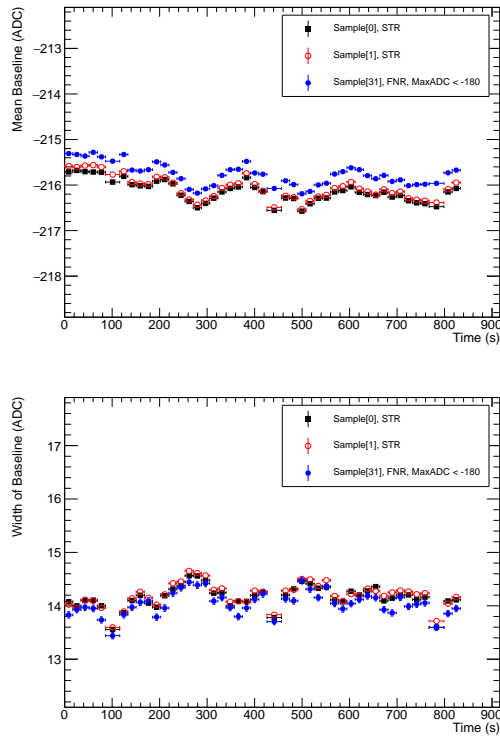 Mean Baseline (ADC)
−213
−214
−215
−216
−217
−218
Sample[0], STR
Sample[1], STR
Sample[31], FNR, MaxADC < -180
0 100 200 300 400 500 600 700 800 900
Time (s)
Width of Baseline (ADC)
17
16
15
14
13
Sample[0], STR
Sample[1], STR
Sample[31], FNR, MaxADC < -180
0 100 200 300 400 500 600 700 800 900
Time (s)